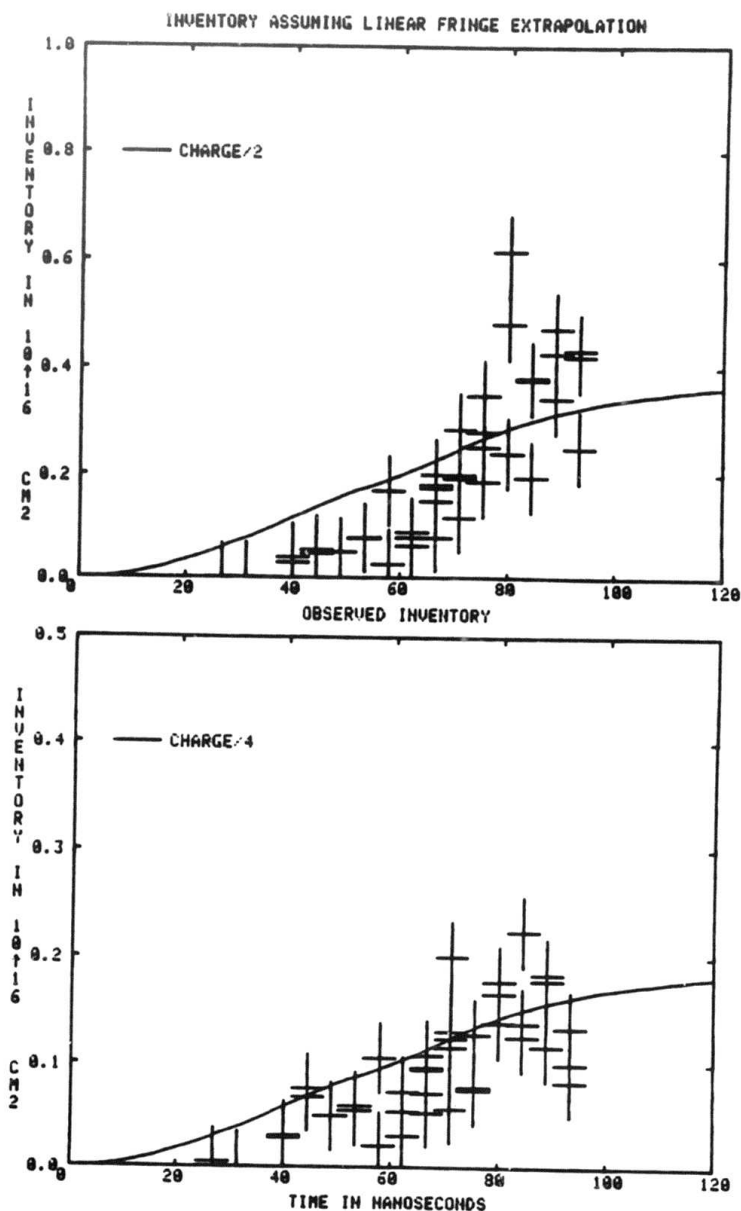 INVENTORY ASSUMING LINEAR FRINGE EXTRAPOLATION
1.0
0.8
0.6
0.4
0.2
0.0
INVENTORY IN 10↑16 CM2
CHARGE/2
0 20 40 60 80 100 120
OBSERVED INVENTORY
0.5
0.4
0.3
0.2
0.1
0.0
INVENTORY IN 10↑16 CM2
CHARGE/4
0 20 40 60 80 100 120
TIME IN NANOSECONDS